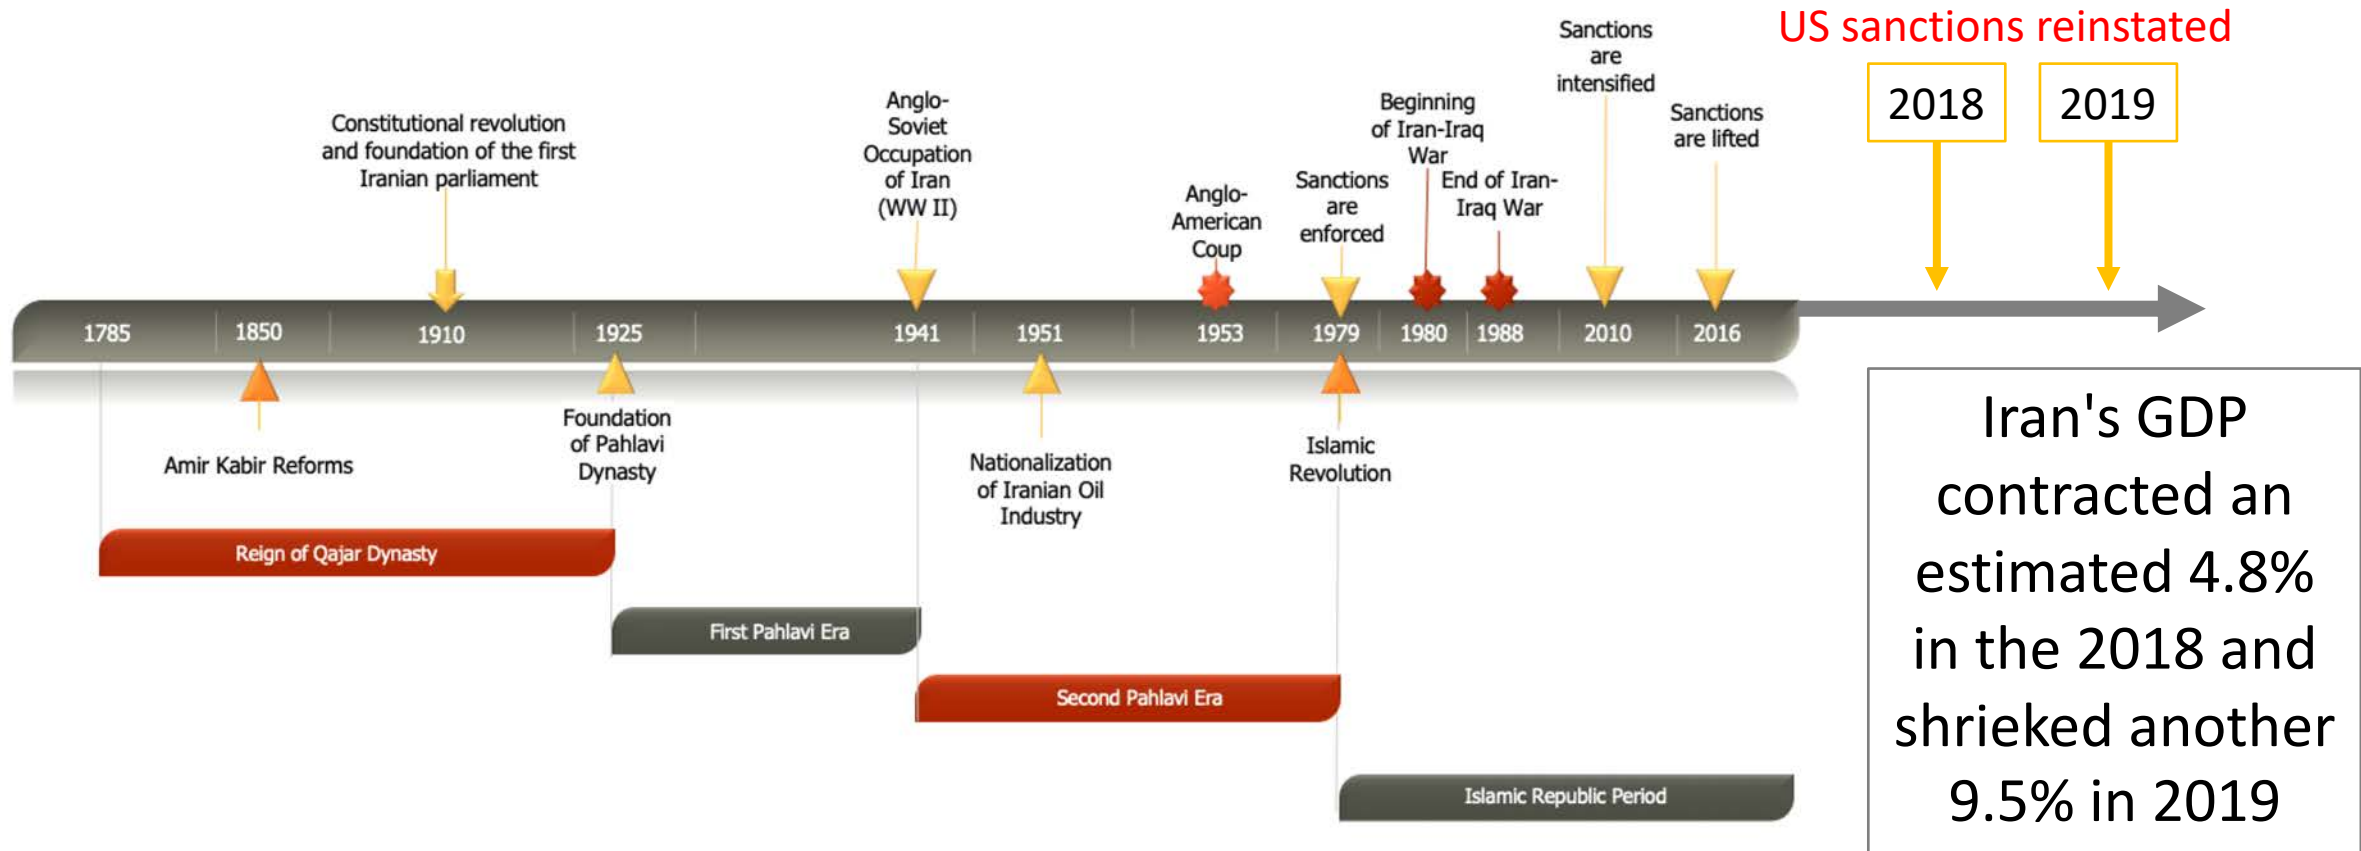 US sanctions reinstated
2018
2019
Sanctions
are
intensified
Sanctions
are lifted
Beginning
of Iran-Iraq
War
End of Iran-
Iraq War
Sanctions
are
enforced
Anglo-
American
Coup
Anglo-
Soviet
Occupation
of Iran
(WW II)
Constitutional revolution
and foundation of the first
Iranian parliament
1785
1850
1910
1925
1941
1951
1953
1979
1980
1988
2010
2016
Amir Kabir Reforms
Foundation
of Pahlavi
Dynasty
Nationalization
of Iranian Oil
Industry
Islamic
Revolution
Reign of Qajar Dynasty
First Pahlavi Era
Second Pahlavi Era
Islamic Republic Period
Iran's GDP
contracted an
estimated 4.8%
in the 2018 and
shrieked another
9.5% in 2019